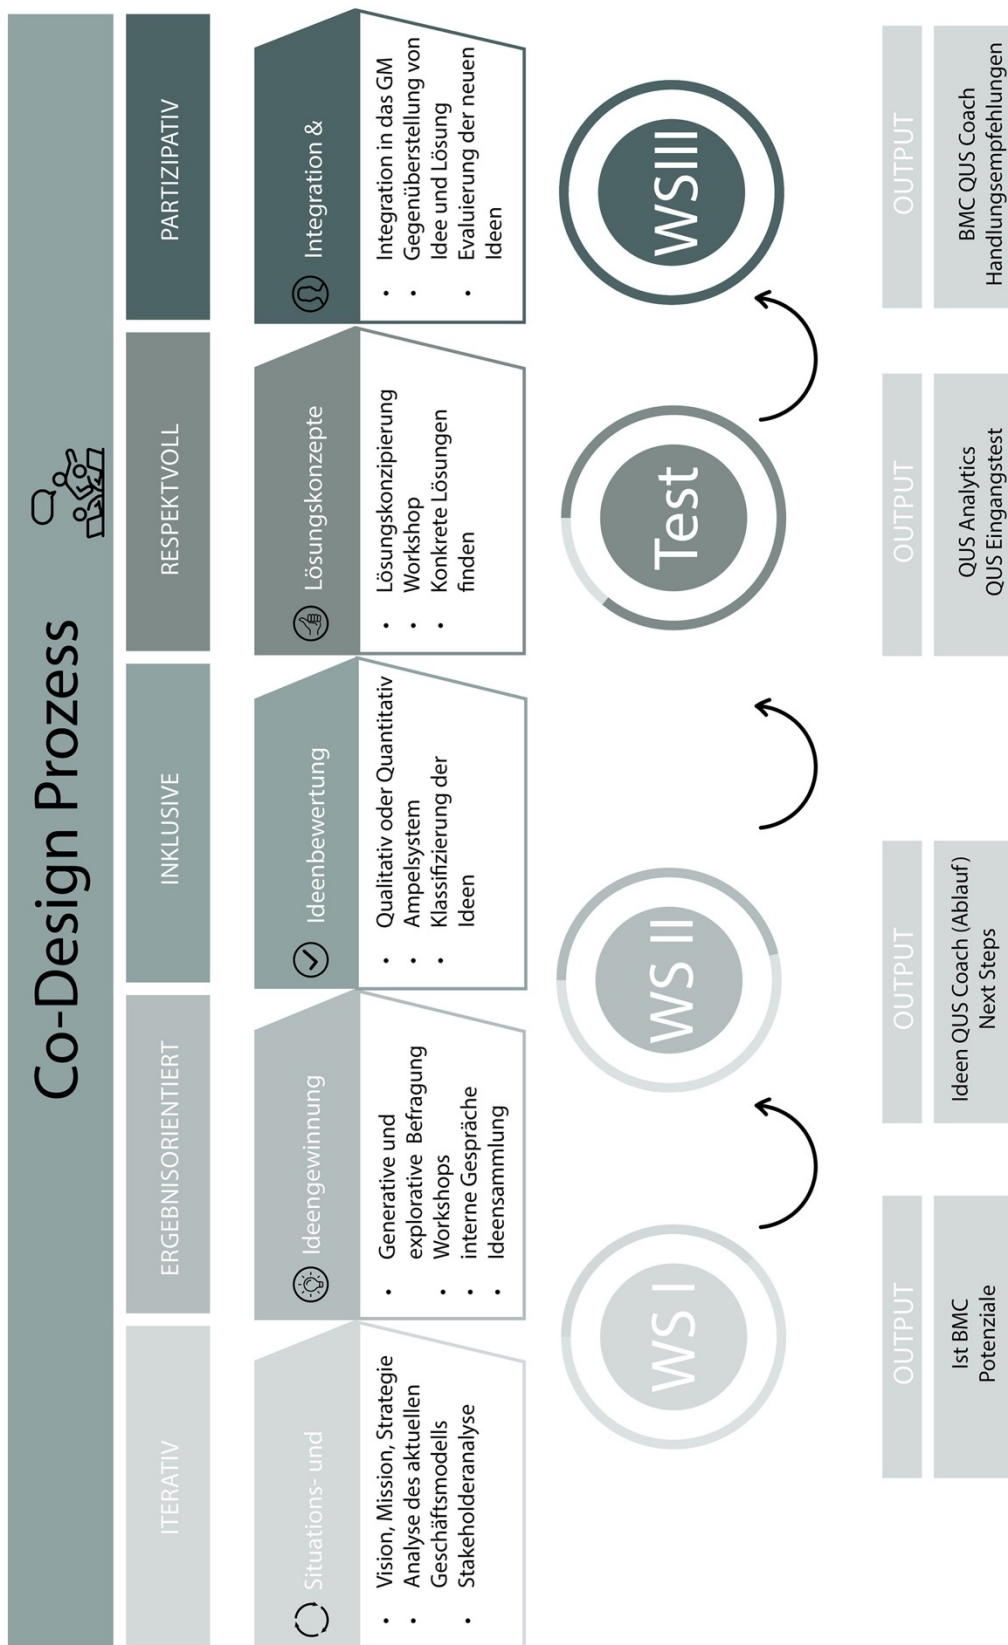 Co-Design Prozess
ITERATIV
ERGEBNISORIENTIERT
INKLUSIVE
RESPEKTVOLL
PARTIZIPATIV
Situations- und
• Vision, Mission, Strategie
• Analyse des aktuellen
Geschäftsmodells
• Stakeholderanalyse
Ideengewinnung
• Generative und
explorative Befragung
• Workshops
• interne Gespräche
• Ideensammlung
Ideenbewertung
• Qualitativ oder Quantitativ
• Ampelsystem
• Klassifizierung der
Ideen
Lösungskonzepte
• Lösungskonzipierung
• Workshop
• Konkrete Lösungen
finden
Integration &
• Integration in das GM
• Gegenüberstellung von
Idee und Lösung
• Evaluierung der neuen
Ideen
WS I
WS II
Test
WSIII
OUTPUT
Ist BMC
Potenziale
OUTPUT
Ideen QUS Coach (Ablauf)
Next Steps
OUTPUT
QUS Analytics
QUS Eingangstest
OUTPUT
BMC QUS Coach
Handlungsempfehlungen